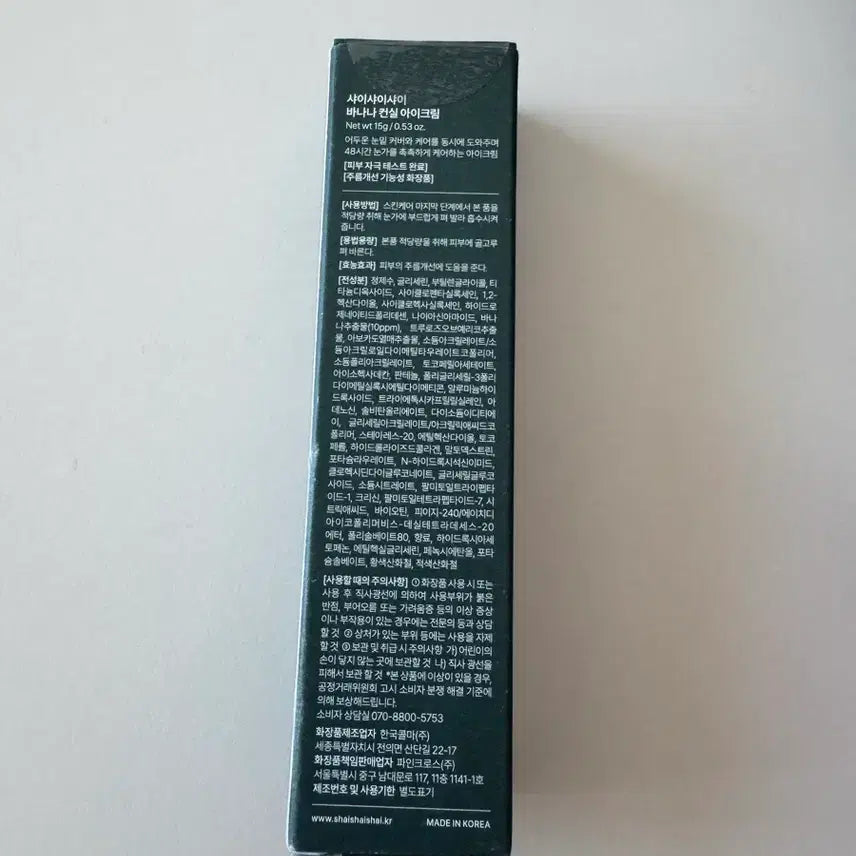 샤이샤이샤이
바나나 컨실 아이크림
Net wt 15g / 0.53 oz.
어두운 눈밑 커버와 케어를 동시에 도와주며
48시간 눈가를 촉촉하게 케어하는 아이크림
[피부 자극 테스트 완료]
[주름개선 기능성 화장품]
[사용방법] 스킨케어 마지막 단계에서 본 품을
적당량 취해 눈가에 부드럽게 펴 발라 흡수시켜
줍니다.
[용법용량] 본품 적당량을 취해 피부에 골고루
펴 바른다.
[효능효과] 피부의 주름개선에 도움을 준다.
[전성분] 정제수, 글리세린, 부틸렌글라이콜, 티
타늄디옥사이드, 사이클로펜타실록세인, 1,2-
헥산다이올, 사이클로헥사실록세인, 하이드로
제네이티드폴리데센, 나이아신아마이드, 바나
나추출물(10ppm), 트루로즈오브예리코추출
물, 아보카도열매추출물, 소듐아크릴레이트/소
듐아크릴로일다이메틸타우레이트코폴리머,
소듐폴리아크릴레이트, 토코페릴아세테이트,
아이소헥사데칸, 판테놀, 폴리글리세릴-3폴리
다이메틸실록시에틸다이메티콘, 알루미늄하이
드록사이드, 트라이에톡시카프릴릴실레인, 아
데노신, 솔비탄올리에이트, 다이소듐이디티에
이, 글리세릴아크릴레이트/아크릴릭애씨드코
폴리머, 스테아레스-20, 에틸헥산다이올, 토코
페롤, 하이드롤라이즈드콜라겐, 말토덱스트린,
포타슘라우레이트, N-하이드록시석신이미드,
클로헥시딘다이글루코네이트, 글리세릴글루코
사이드, 소듐시트레이트, 팔미토일트라이펩타
이드-1, 크리신, 팔미토일테트라펩타이드-7, 시
트릭애씨드, 바이오틴, 피이지-240/에이치디
아이코폴리머비스-데실테트라데세스-20
에터, 폴리솔베이트80, 향료, 하이드록시아세
토페논, 에틸헥실글리세린, 페녹시에탄올, 포타
슘솔베이트, 황색산화철, 적색산화철
[사용할 때의 주의사항] ① 화장품 사용 시 또는
사용 후 직사광선에 의하여 사용부위가 붉은
반점, 부어오름 또는 가려움증 등의 이상 증상
이나 부작용이 있는 경우에는 전문의 등과 상담
할 것 ② 상처가 있는 부위 등에는 사용을 자제
할 것 ③ 보관 및 취급 시 주의사항 가) 어린이의
손이 닿지 않는 곳에 보관할 것 나) 직사 광선을
피해서 보관 할 것 *본 상품에 이상이 있을 경우,
공정거래위원회 고시 소비자 분쟁 해결 기준에
의해 보상해드립니다.
소비자 상담실 070-8800-5753
화장품제조업자 한국콜마(주)
세종특별자치시 전의면 산단길 22-17
화장품책임판매업자 파인크로스(주)
서울특별시 중구 남대문로 117, 11층 1141-1호
제조번호 및 사용기한 별도표기
www.shaishaishai.kr MADE IN KOREA